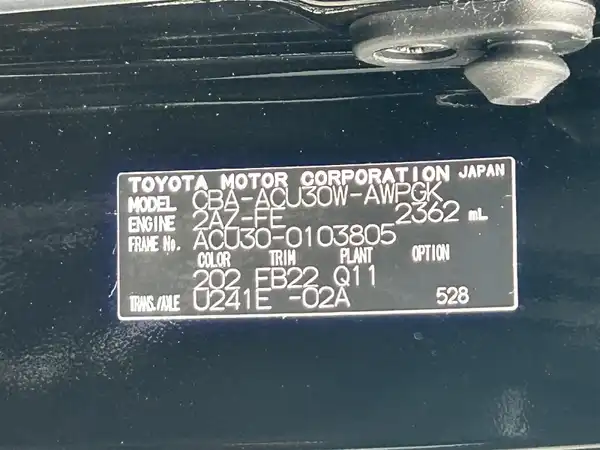 TOYOTA MOTOR CORPORATION JAPAN
MODEL CBA-ACU30W-AWPGK
ENGINE 2AZ-FE 2362 mL
FRAME No. ACU30-0103805
COLOR TRIM PLANT OPTION
202 FB22 Q11
TRANS./AXLE U241E -02A 528